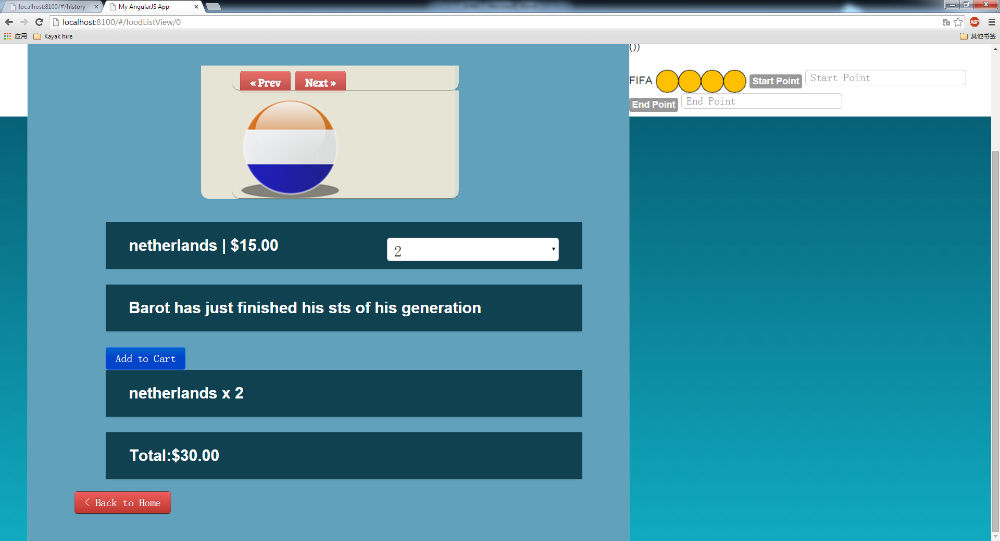 localhost:8100/#/history
My AngularJS App
localhost:8100/#/foodListView/0
ABP
应用
Kayak hire
其他书签
())
« Prev
Next »
FIFA
Start Point
Start Point
End Point
End Point
netherlands | $15.00
2
Barot has just finished his sts of his generation
Add to Cart
netherlands x 2
Total:$30.00
Back to Home